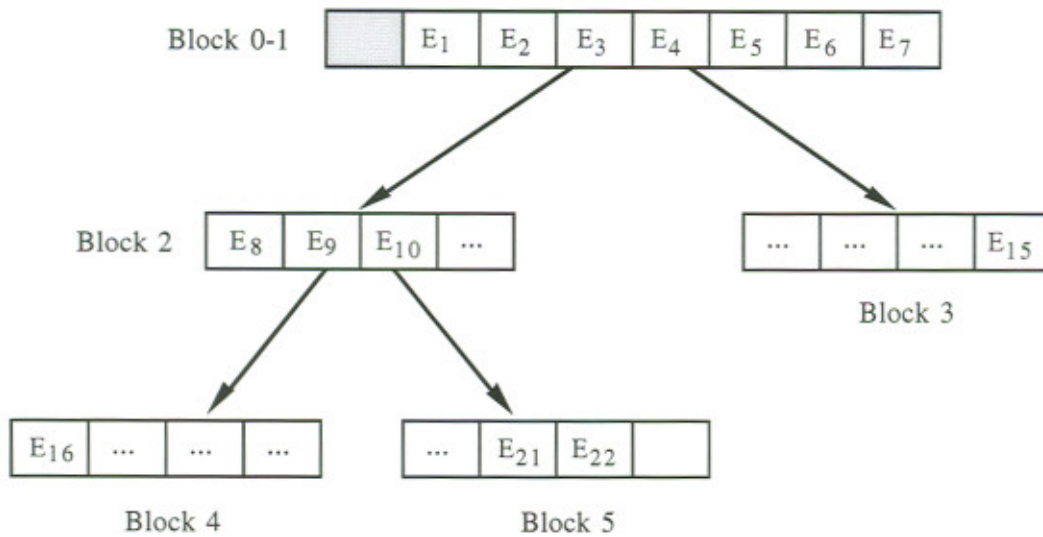 Block 0-1 E1 E2 E3 E4 E5 E6 E7
Block 2 E8 E9 E10 ... ... ... ... E15
Block 3
E16 ... ... ... ... E21 E22
Block 4 Block 5